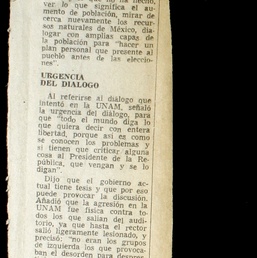 ver lo que significa el au-
mento de población, mirar de
cerca nuevamente los recur-
sos naturales de México, dia-
logar con amplias capas de
la población para "hacer un
plan personal que presente al
pueblo antes de las eleccio-
nes".
URGENCIA
DEL DIALOGO
Al referirse al diálogo que
intentó en la UNAM, señaló
la urgencia del diálogo, para
que "todo el mundo diga lo
que quiera decir con entera
libertad, porque así es como
se conocen los problemas y
si tienen que criticar alguna
cosa al Presidente de la Re-
pública, que vengan y se lo
digan".
Dijo que el gobierno ac-
tual tiene tesis y que por eso
puede provocar la discusión.
Añadió que la agresión en la
UNAM fue física contra to-
dos los que salían del audi-
torio, ya que hasta el rector
salió ligeramente lesionado, y
precisó: "no eran los grupos
de izquierda los que provoca-
ban el desorden para